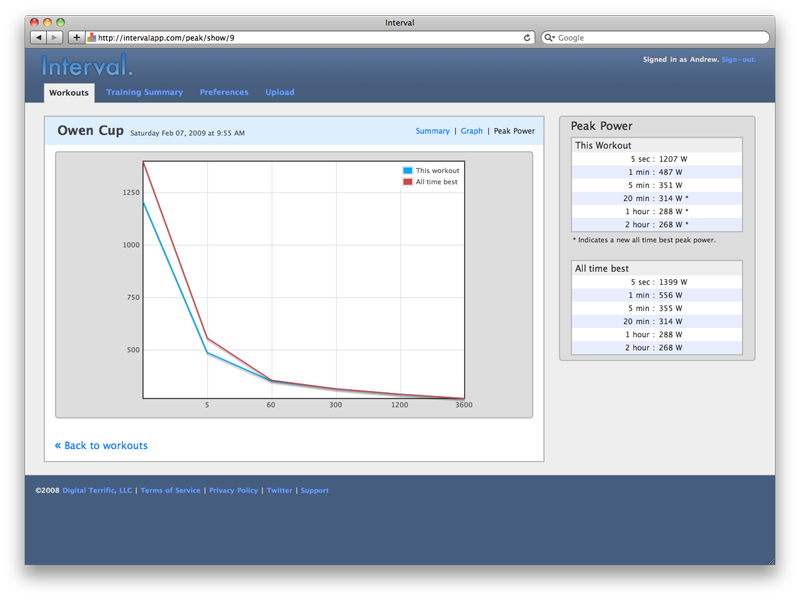 Interval
http://intervalapp.com/peak/show/9
Google
Interval.
Signed in as Andrew. Sign-out.
Workouts Training Summary Preferences Upload
Owen Cup Saturday Feb 07, 2009 at 9:55 AM
Summary | Graph | Peak Power
This workout
All time best
1250
1000
750
500
5 60 300 1200 3600
« Back to workouts
Peak Power
This Workout
5 sec : 1207 W
1 min : 487 W
5 min : 351 W
20 min : 314 W *
1 hour : 288 W *
2 hour : 268 W *
* Indicates a new all time best peak power.
All time best
5 sec : 1399 W
1 min : 556 W
5 min : 355 W
20 min : 314 W
1 hour : 288 W
2 hour : 268 W
©2008 Digital Terrific, LLC | Terms of Service | Privacy Policy | Twitter | Support